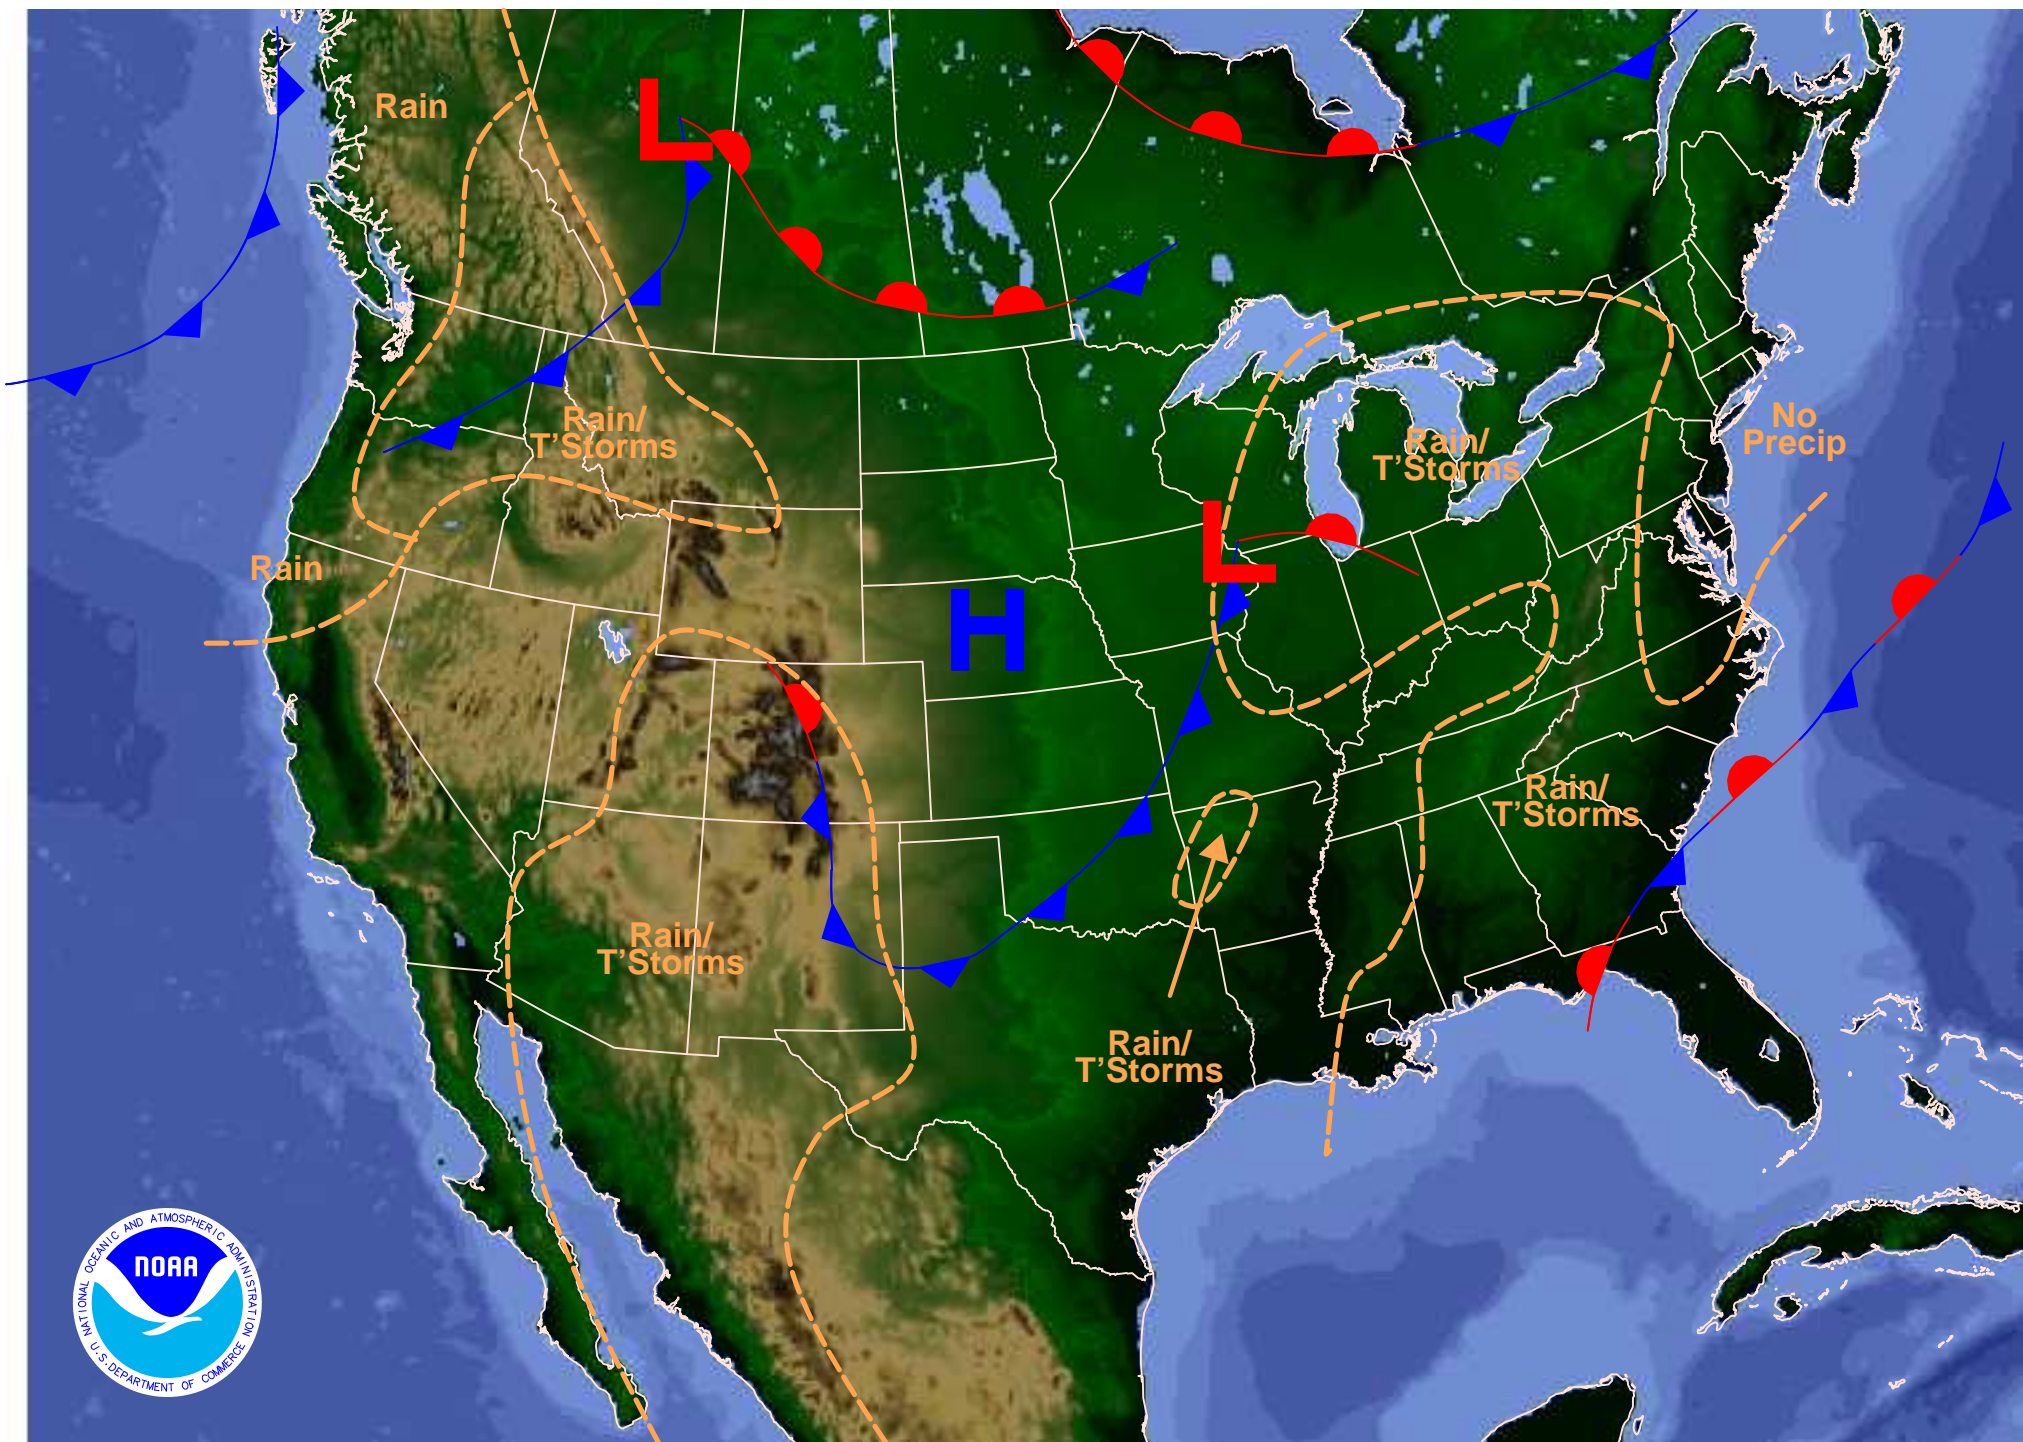 Rain
L
Rain/
T'Storms
No
Precip
Rain/
T'Storms
L
Rain
H
Rain/
T'Storms
Rain/
T'Storms
Rain/
T'Storms
NATIONAL OCEANIC AND ATMOSPHERIC ADMINISTRATION
NOAA
U.S. DEPARTMENT OF COMMERCE